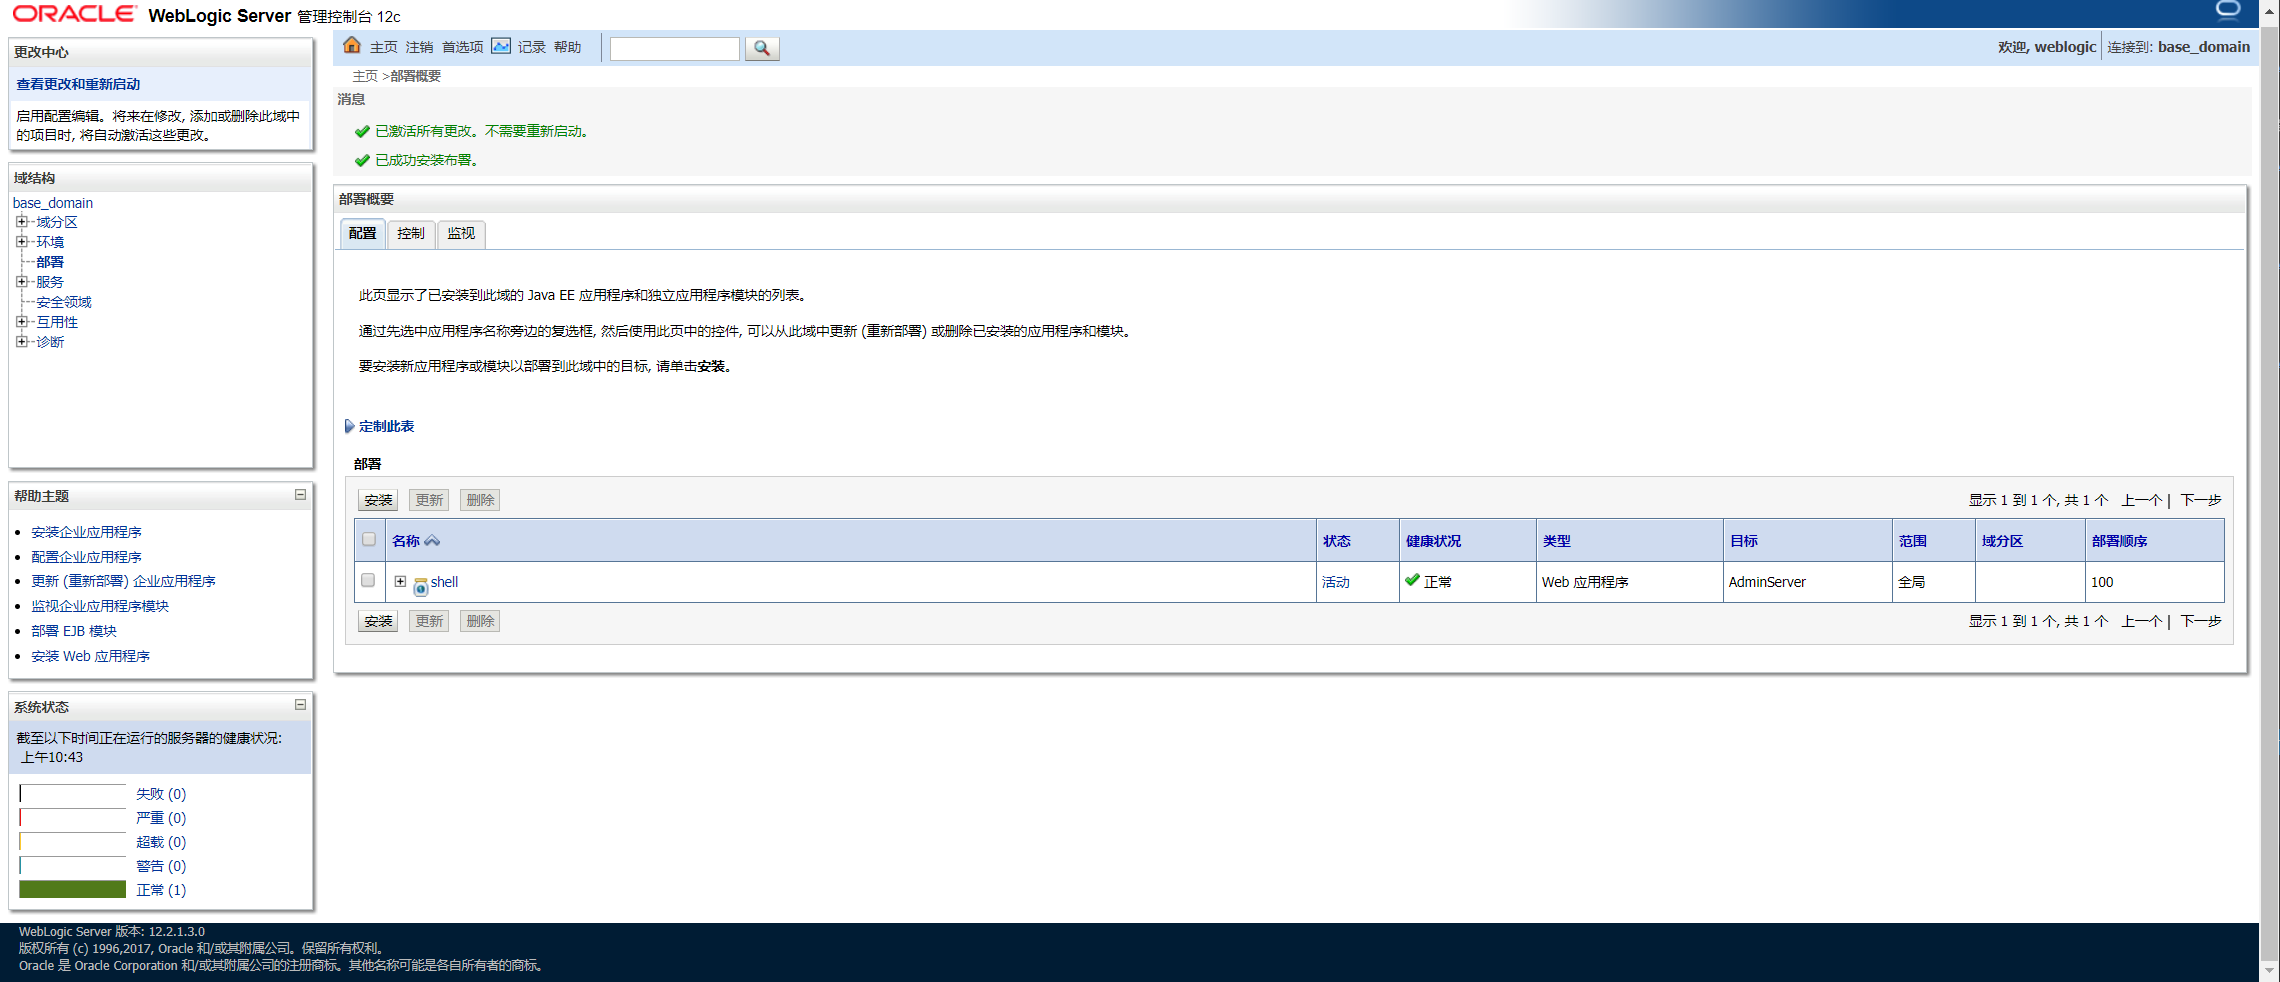 ORACLE WebLogic Server 管理控制台 12c
更改中心
查看更改和重新启动
启用配置编辑。将来在修改, 添加或删除此域中
的项目时, 将自动激活这些更改。
域结构
base_domain
域分区
环境
部署
服务
安全领域
互用性
诊断
帮助主题
安装企业应用程序
配置企业应用程序
更新 (重新部署) 企业应用程序
监视企业应用程序模块
部署 EJB 模块
安装 Web 应用程序
系统状态
截至以下时间正在运行的服务器的健康状况:
上午10:43
失败 (0)
严重 (0)
超载 (0)
警告 (0)
正常 (1)
主页 注销 首选项 记录 帮助
欢迎, weblogic 连接到: base_domain
主页 >部署概要
消息
已激活所有更改。不需要重新启动。
已成功安装布署。
部署概要
配置 控制 监视
此页显示了已安装到此域的 Java EE 应用程序和独立应用程序模块的列表。
通过先选中应用程序名称旁边的复选框, 然后使用此页中的控件, 可以从此域中更新 (重新部署) 或删除已安装的应用程序和模块。
要安装新应用程序或模块以部署到此域中的目标, 请单击安装。
定制此表
部署
安装 更新 删除 显示 1 到 1 个, 共 1 个 上一个 | 下一步
名称 状态 健康状况 类型 目标 范围 域分区 部署顺序
shell 活动 正常 Web 应用程序 AdminServer 全局 100
安装 更新 删除 显示 1 到 1 个, 共 1 个 上一个 | 下一步
WebLogic Server 版本: 12.2.1.3.0
版权所有 (c) 1996,2017, Oracle 和/或其附属公司。保留所有权利。
Oracle 是 Oracle Corporation 和/或其附属公司的注册商标。其他名称可能是各自所有者的商标。